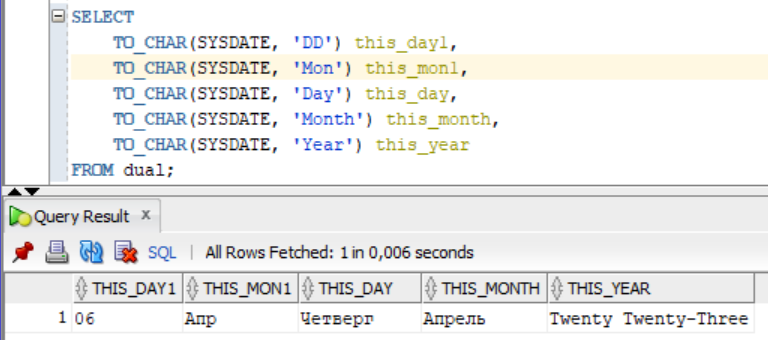 SELECT
TO_CHAR(SYSDATE, 'DD') this_day1,
TO_CHAR(SYSDATE, 'Mon') this_mon1,
TO_CHAR(SYSDATE, 'Day') this_day,
TO_CHAR(SYSDATE, 'Month') this_month,
TO_CHAR(SYSDATE, 'Year') this_year
FROM dual;
Query Result x
SQL | All Rows Fetched: 1 in 0,006 seconds
THIS_DAY1 THIS_MON1 THIS_DAY THIS_MONTH THIS_YEAR
1 06 Апр Четверг Апрель Twenty Twenty-Three